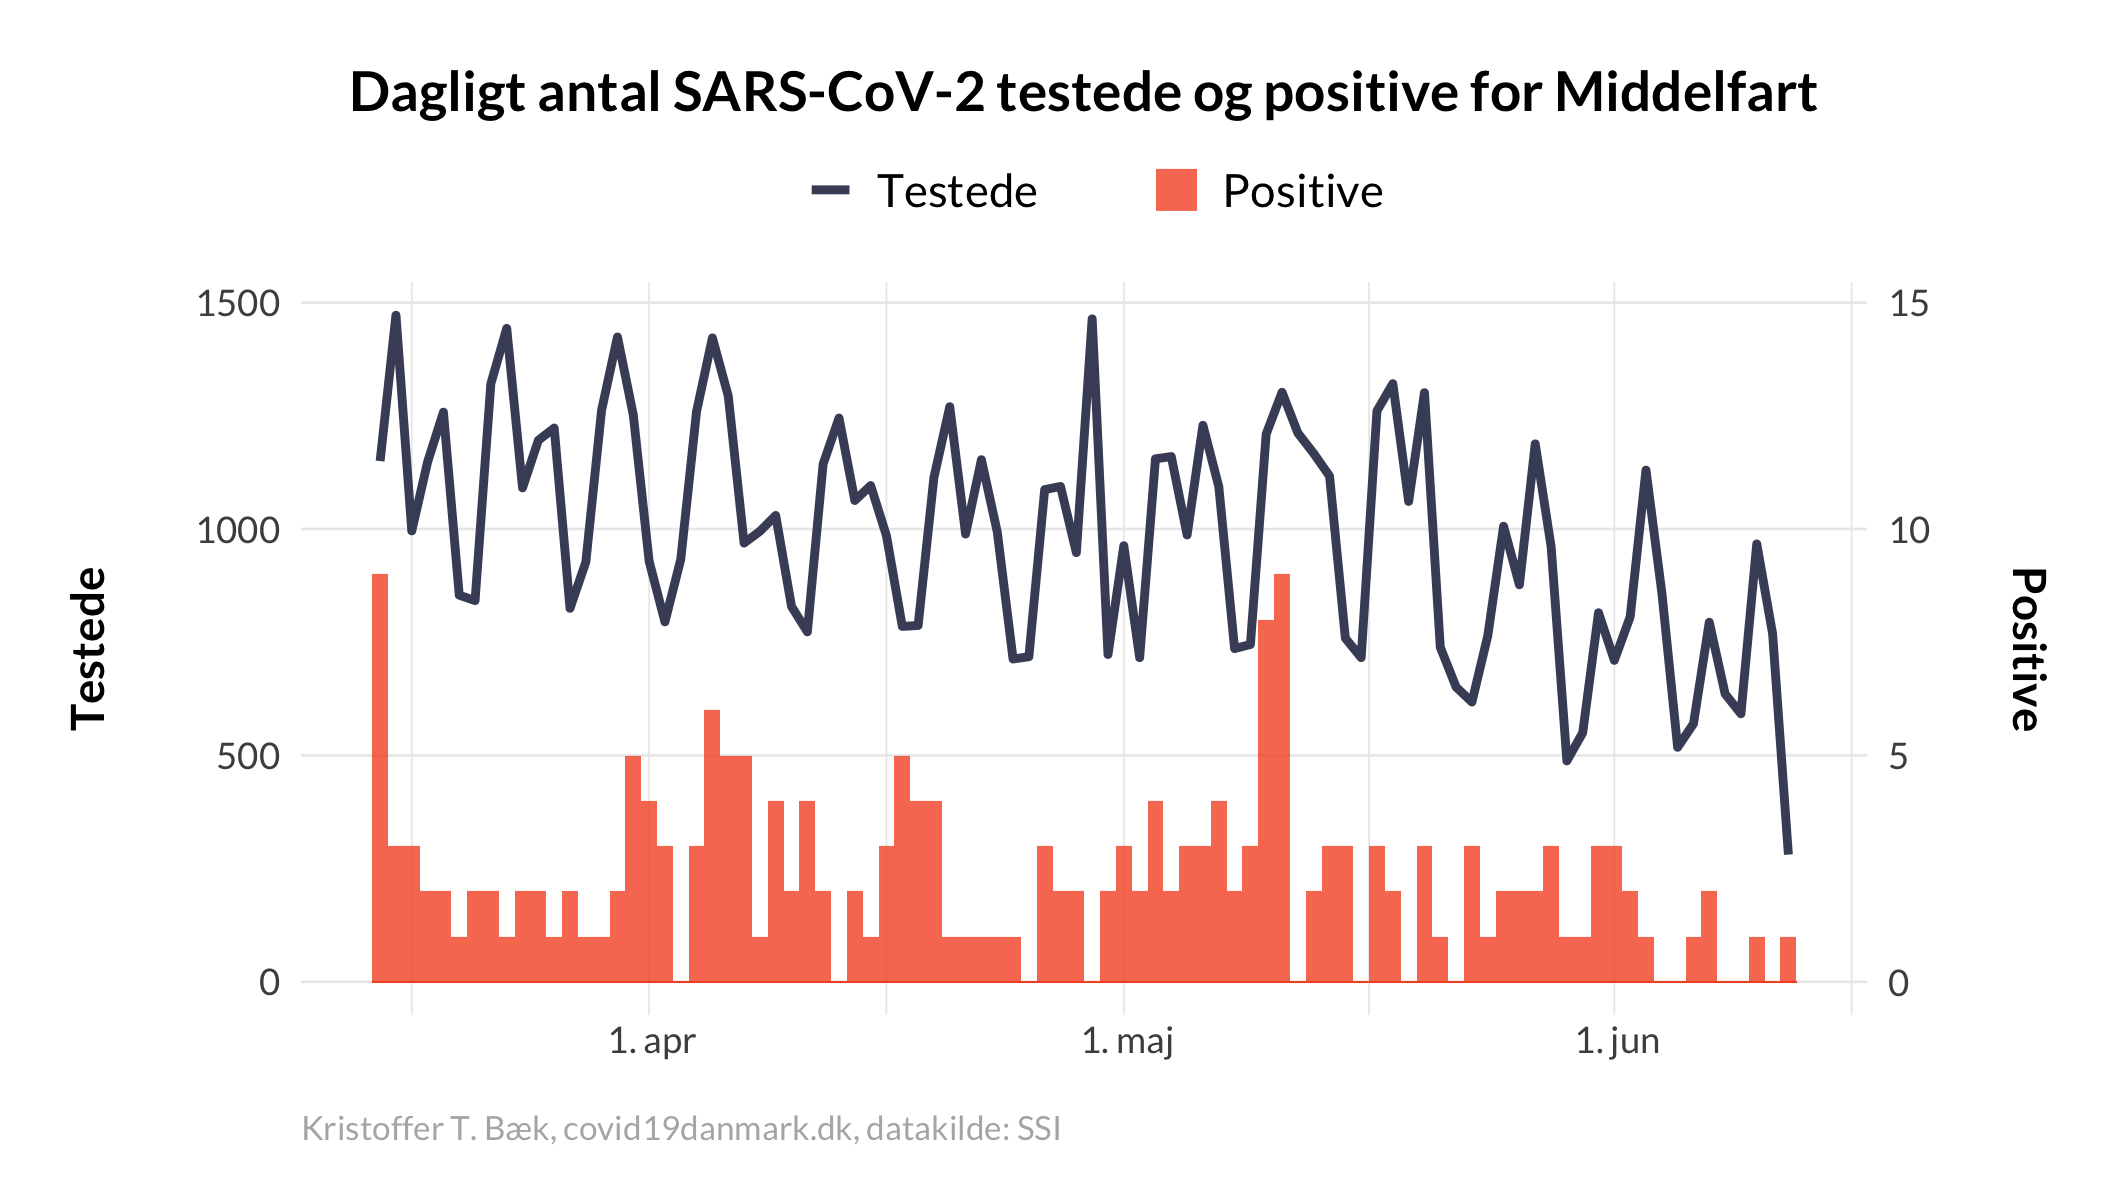 Dagligt antal SARS-CoV-2 testede og positive for Middelfart
Testede
Positive
1500
1000
500
0
Testede
15
10
5
0
Positive
1. apr
1. maj
1. jun
Kristoffer T. Bæk, covid19danmark.dk, datakilde: SSI